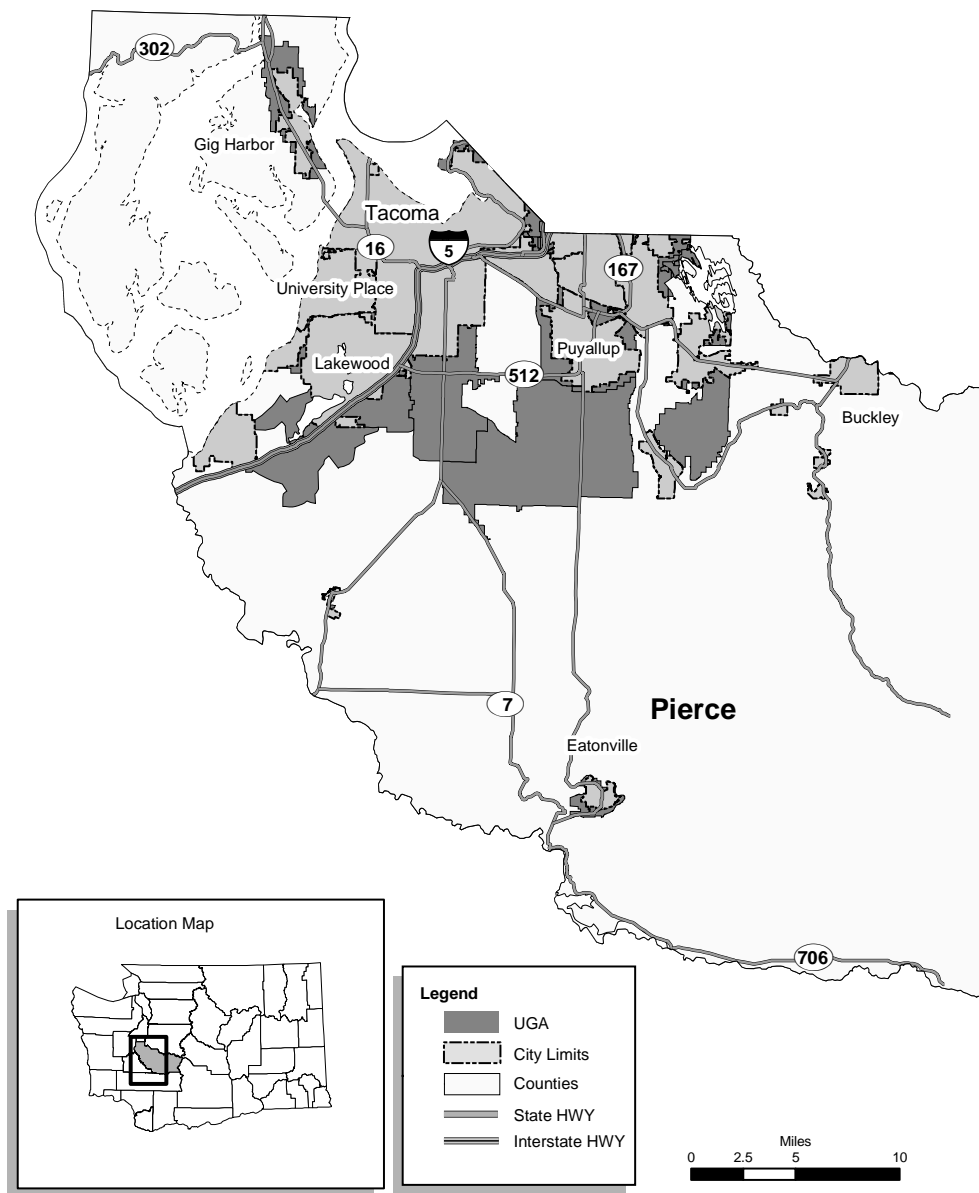 302
Gig Harbor
Tacoma
16
5
167
University Place
Lakewood
Puyallup
512
Buckley
7
Pierce
Eatonville
706
Location Map
Legend
UGA
City Limits
Counties
State HWY
Interstate HWY
Miles
0 2.5 5 10